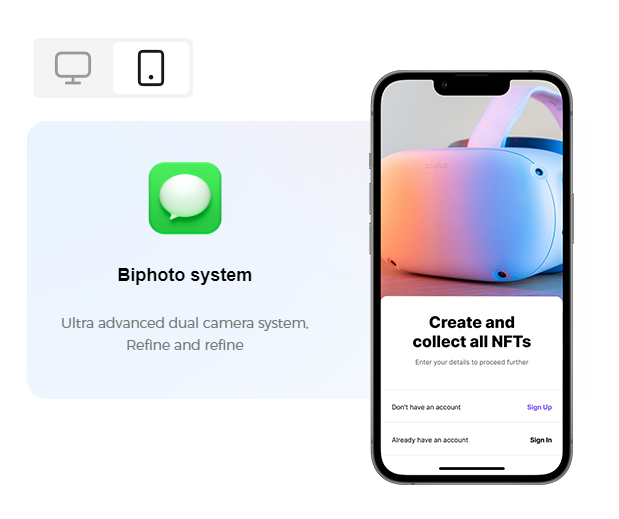 Biphoto system
Ultra advanced dual camera system,
Refine and refine
oculus
Create and
collect all NFTs
Enter your details to proceed further
Don't have an account
Sign Up
Already have an account
Sign In